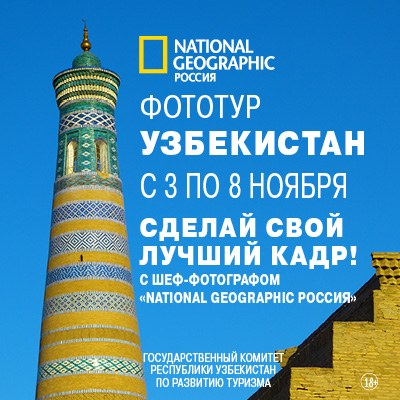 NATIONAL
GEOGRAPHIC
РОССИЯ
ФОТОТУР
УЗБЕКИСТАН
С 3 ПО 8 НОЯБРЯ
СДЕЛАЙ СВОЙ
ЛУЧШИЙ КАДР!
С ШЕФ-ФОТОГРАФОМ
«NATIONAL GEOGRAPHIC РОССИЯ»
ГОСУДАРСТВЕННЫЙ КОМИТЕТ
РЕСПУБЛИКИ УЗБЕКИСТАН
ПО РАЗВИТИЮ ТУРИЗМА
18+